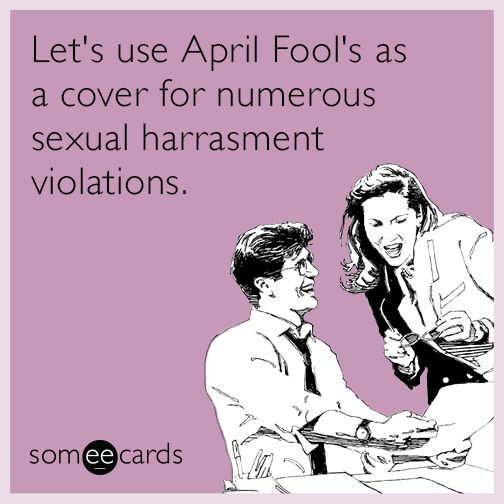 Let's use April Fool's as
a cover for numerous
sexual harrasment
violations.
someecards